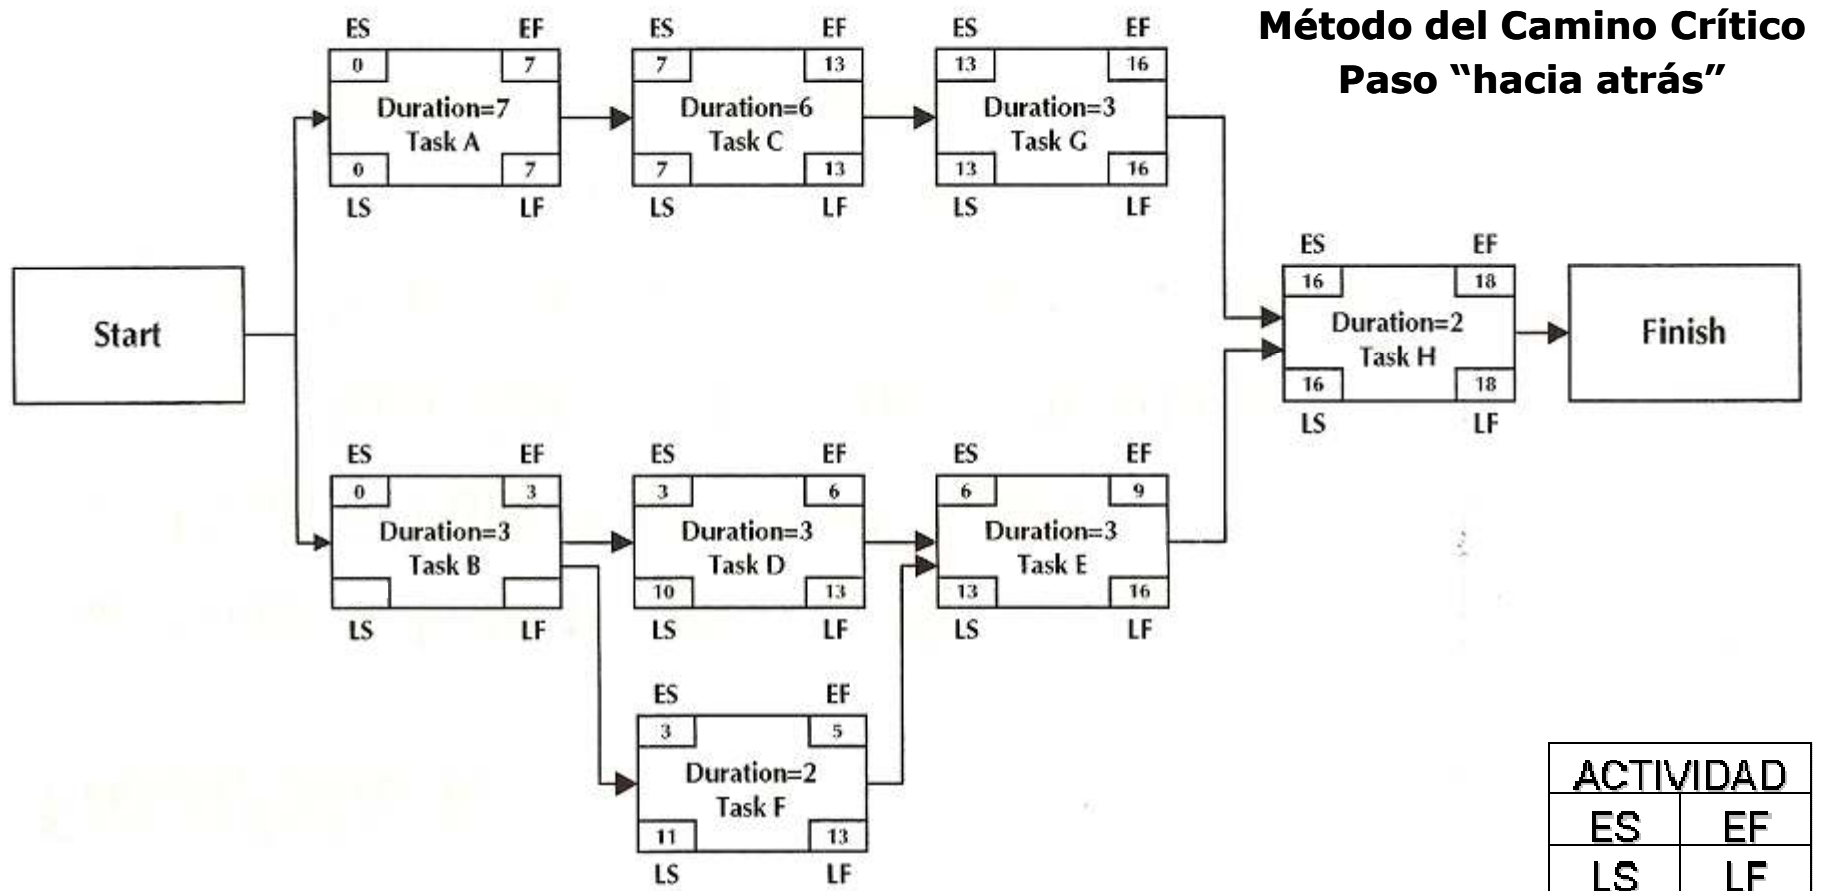 Método del Camino Crítico
Paso “hacia atrás”
ES EF
0 7
Duration=7
Task A
0 7
LS LF
ES EF
7 13
Duration=6
Task C
7 13
LS LF
ES EF
13 16
Duration=3
Task G
13 16
LS LF
Start
ES EF
16 18
Duration=2
Task H
16 18
LS LF
Finish
ES EF
0 3
Duration=3
Task B
LS LF
ES EF
3 6
Duration=3
Task D
10 13
LS LF
ES EF
6 9
Duration=3
Task E
13 16
LS LF
ES EF
3 5
Duration=2
Task F
11 13
LS LF
ACTIVIDAD
ES EF
LS LF